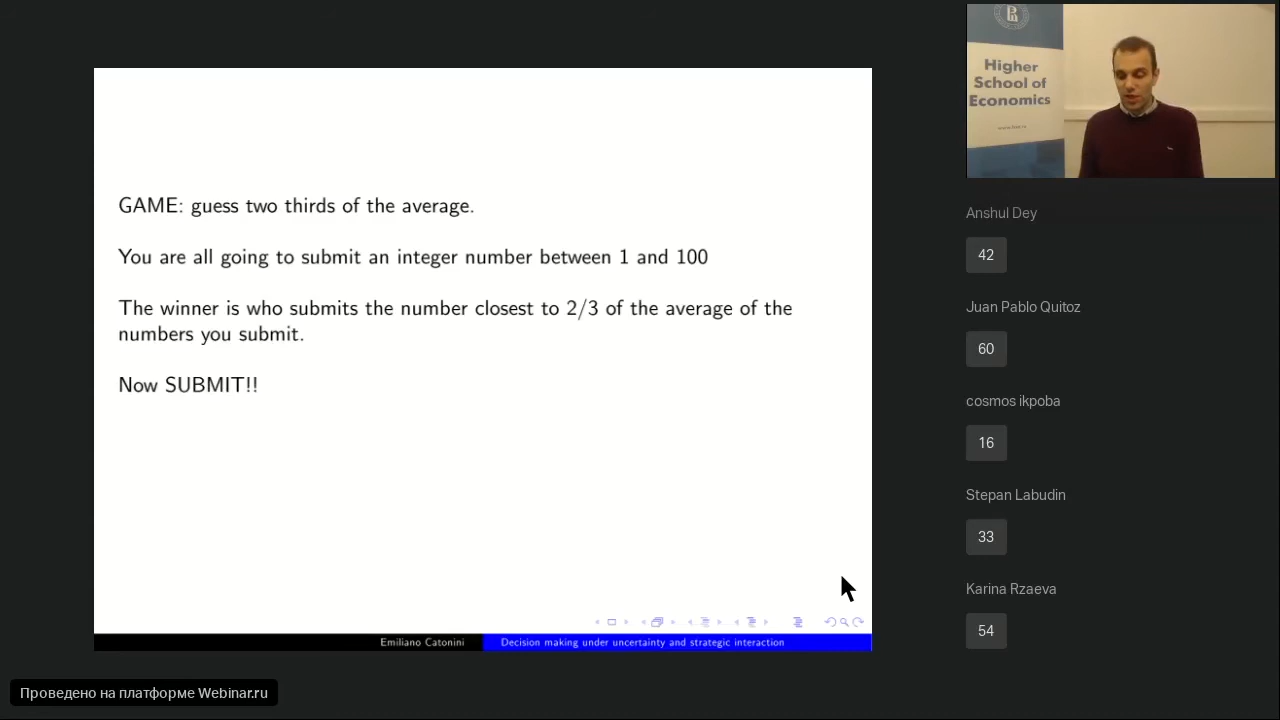 GAME: guess two thirds of the average.
You are all going to submit an integer number between 1 and 100
The winner is who submits the number closest to 2/3 of the average of the
numbers you submit.
Now SUBMIT!!
Emiliano Catonini
Decision making under uncertainty and strategic interaction
Higher
School of
Economics
www.hse.ru
Anshul Dey
42
Juan Pablo Quitoz
60
cosmos ikpoba
16
Stepan Labudin
33
Karina Rzaeva
54
Проведено на платформе Webinar.ru